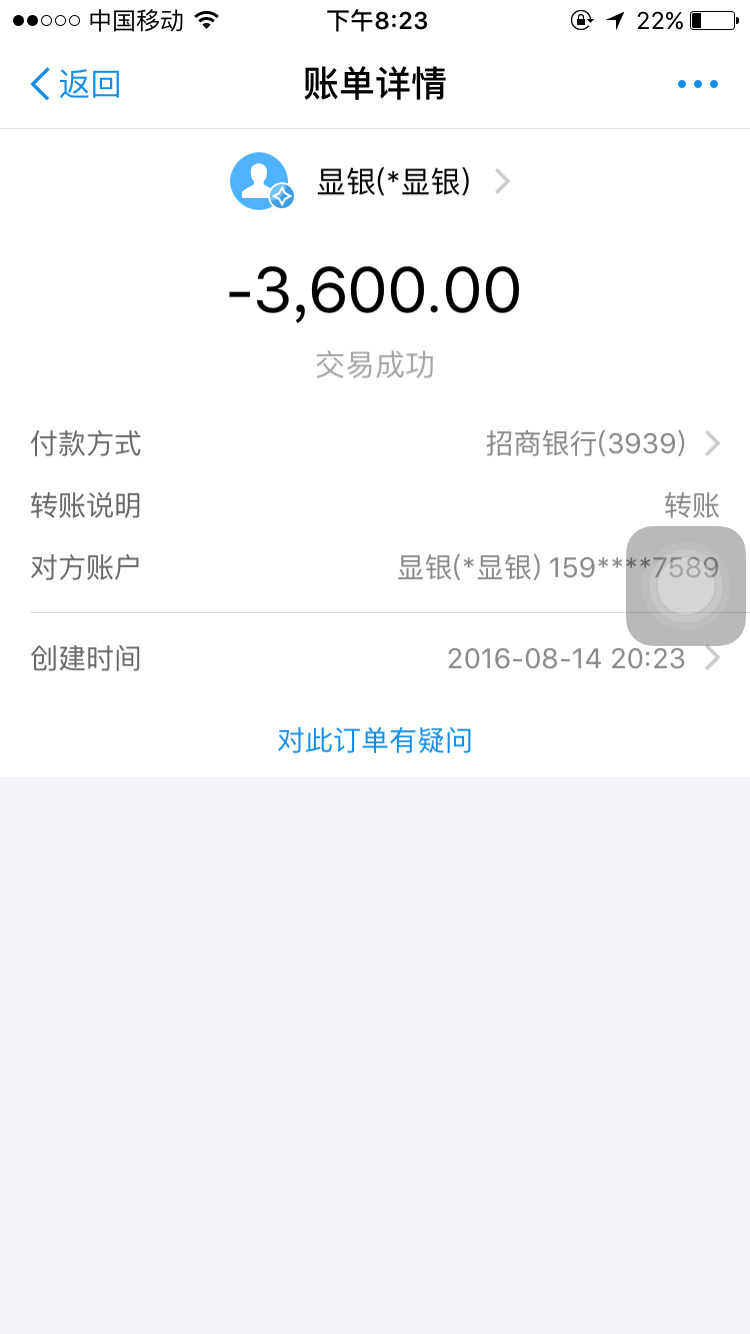 中国移动 下午8:23 22%
返回 账单详情
显银(*显银)
-3,600.00
交易成功
付款方式 招商银行(3939)
转账说明 转账
对方账户 显银(*显银) 159****7589
创建时间 2016-08-14 20:23
对此订单有疑问